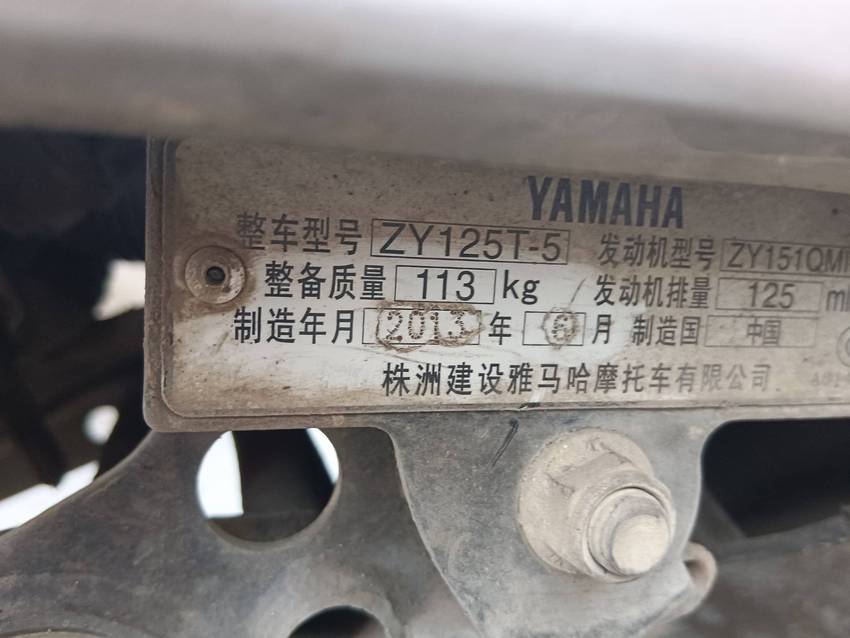 YAMAHA
整车型号 ZY125T-5 发动机型号 ZY151QMI
整备质量 113 kg 发动机排量 125 ml
制造年月 2013 年 6 月 制造国 中国
株洲建设雅马哈摩托车有限公司